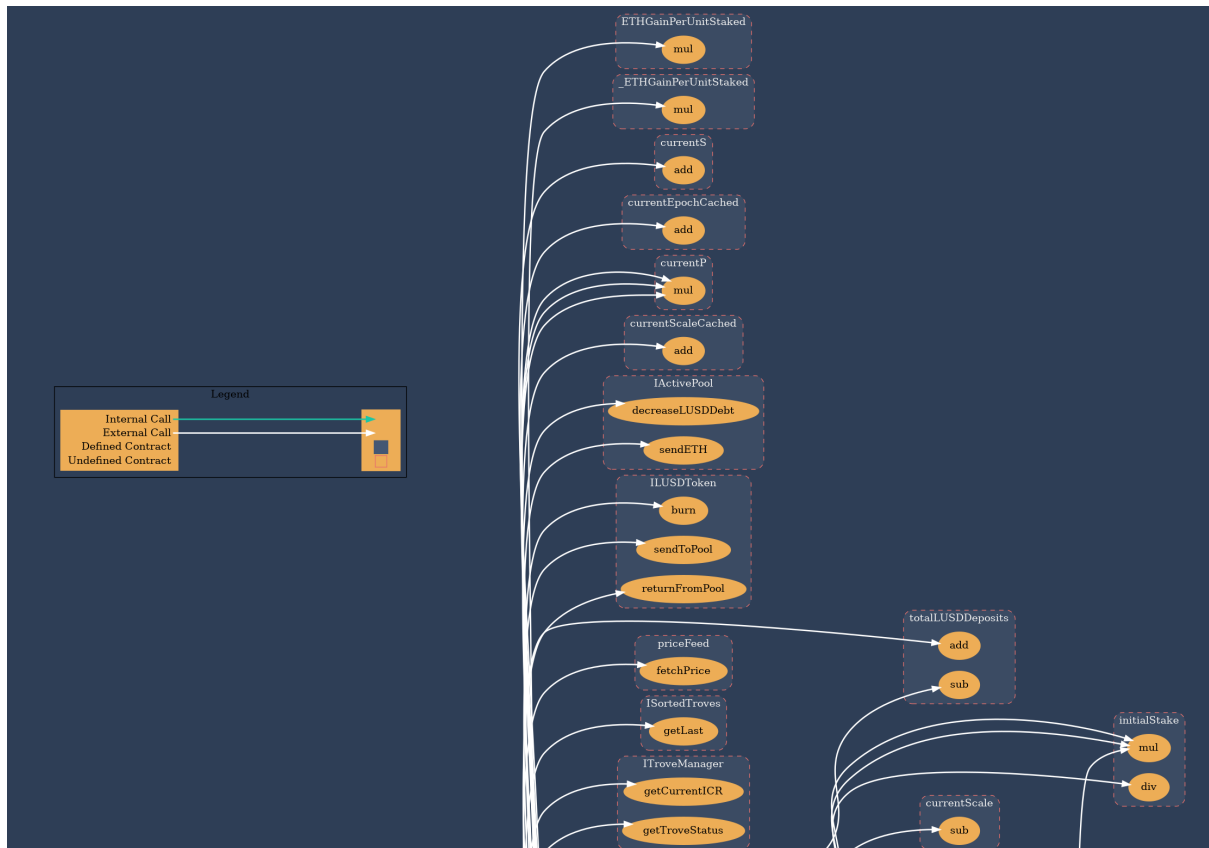 ETHGainPerUnitStaked
mul
_ETHGainPerUnitStaked
mul
currentS
add
currentEpochCached
add
currentP
mul
currentScaleCached
add
IActivePool
decreaseLUSDDebt
sendETH
Legend
Internal Call
External Call
Defined Contract
Undefined Contract
ILUSDToken
burn
sendToPool
returnFromPool
totalLUSDDeposits
add
sub
priceFeed
fetchPrice
ISortedTroves
getLast
initialStake
mul
div
ITroveManager
getCurrentICR
getTroveStatus
currentScale
sub